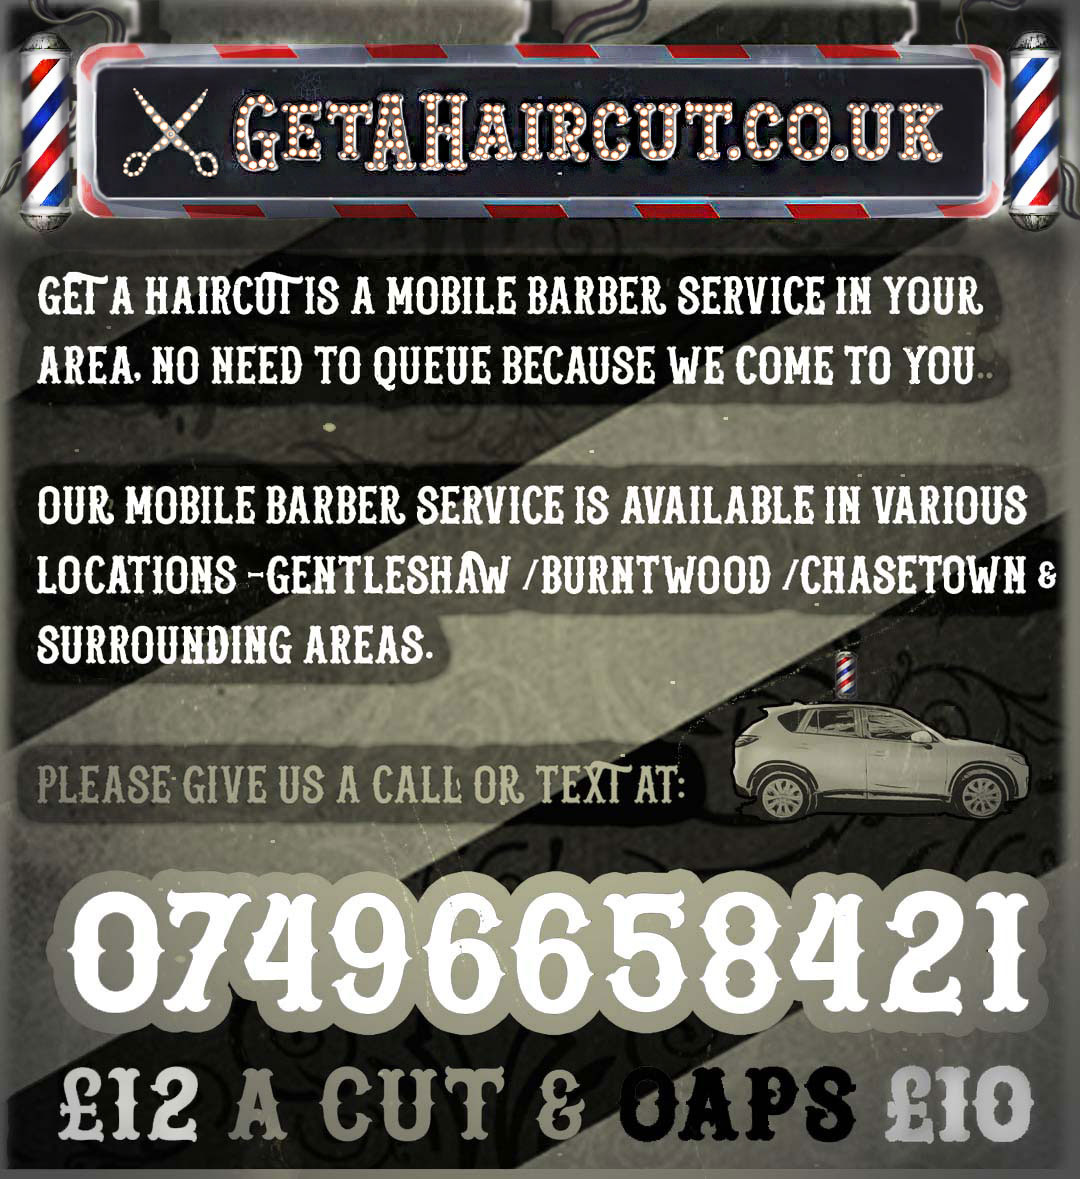 GETAHAIRCUT.CO.UK
GET A HAIRCUT IS A MOBILE BARBER SERVICE IN YOUR
AREA, NO NEED TO QUEUE BECAUSE WE COME TO YOU..
OUR MOBILE BARBER SERVICE IS AVAILABLE IN VARIOUS
LOCATIONS -GENTLESHAW /BURNTWOOD /CHASETOWN &
SURROUNDING AREAS.
PLEASE GIVE US A CALL OR TEXT AT:
07496658421
£12 A CUT & OAPS £10